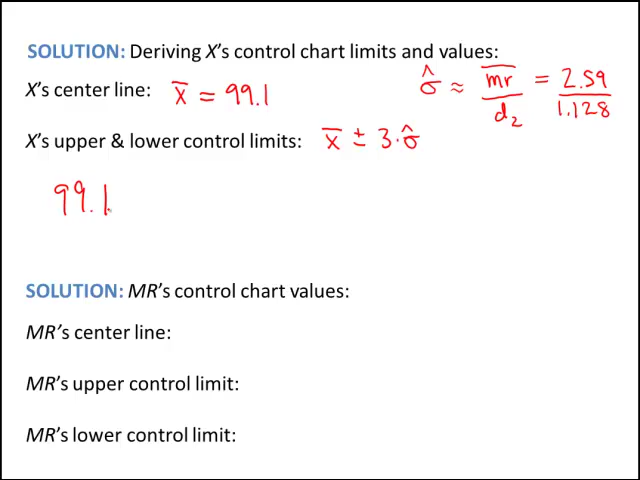 SOLUTION: Deriving X's control chart limits and values:
X's center line: x̄ = 99.1
σ̂ ≈ m̅r̅/d₂ = 2.59/1.128
X's upper & lower control limits: x̄ ± 3·σ̂
99.1
SOLUTION: MR's control chart values:
MR's center line:
MR's upper control limit:
MR's lower control limit: